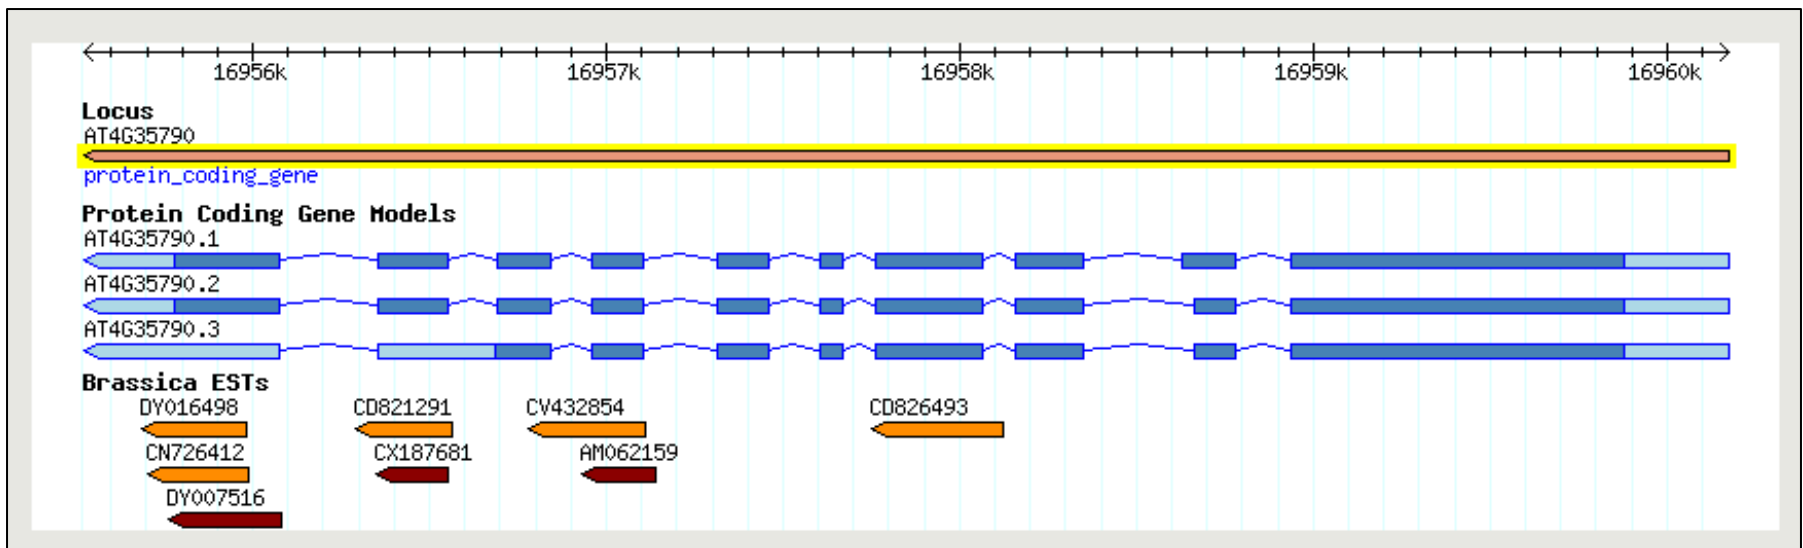 16956k 16957k 16958k 16959k 16960k
Locus
AT4G35790
protein_coding_gene
Protein Coding Gene Models
AT4G35790.1
AT4G35790.2
AT4G35790.3
Brassica ESTs
DY016498 CD821291 CV432854 CD826493
CN726412 CX187681 AM062159
DY007516